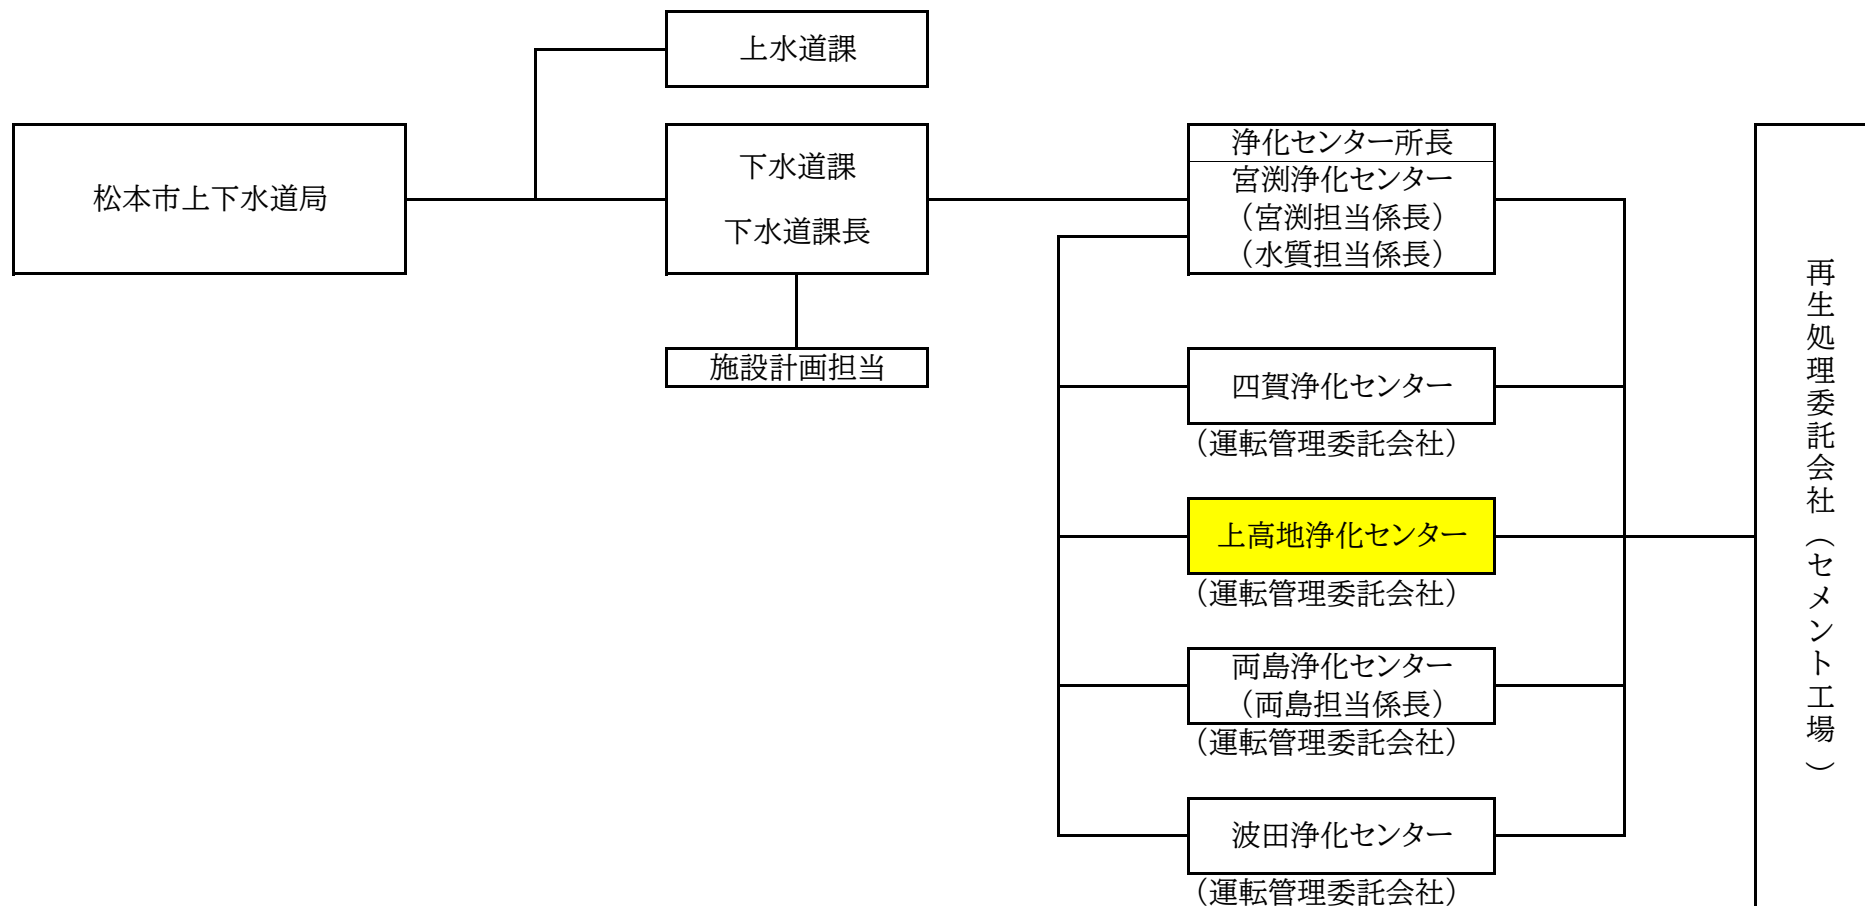 上水道課
松本市上下水道局
下水道課
下水道課長
施設計画担当
浄化センター所長
宮渕浄化センター
（宮渕担当係長）
（水質担当係長）
四賀浄化センター
（運転管理委託会社）
上高地浄化センター
（運転管理委託会社）
両島浄化センター
（両島担当係長）
（運転管理委託会社）
波田浄化センター
（運転管理委託会社）
再生処理委託会社（セメント工場）